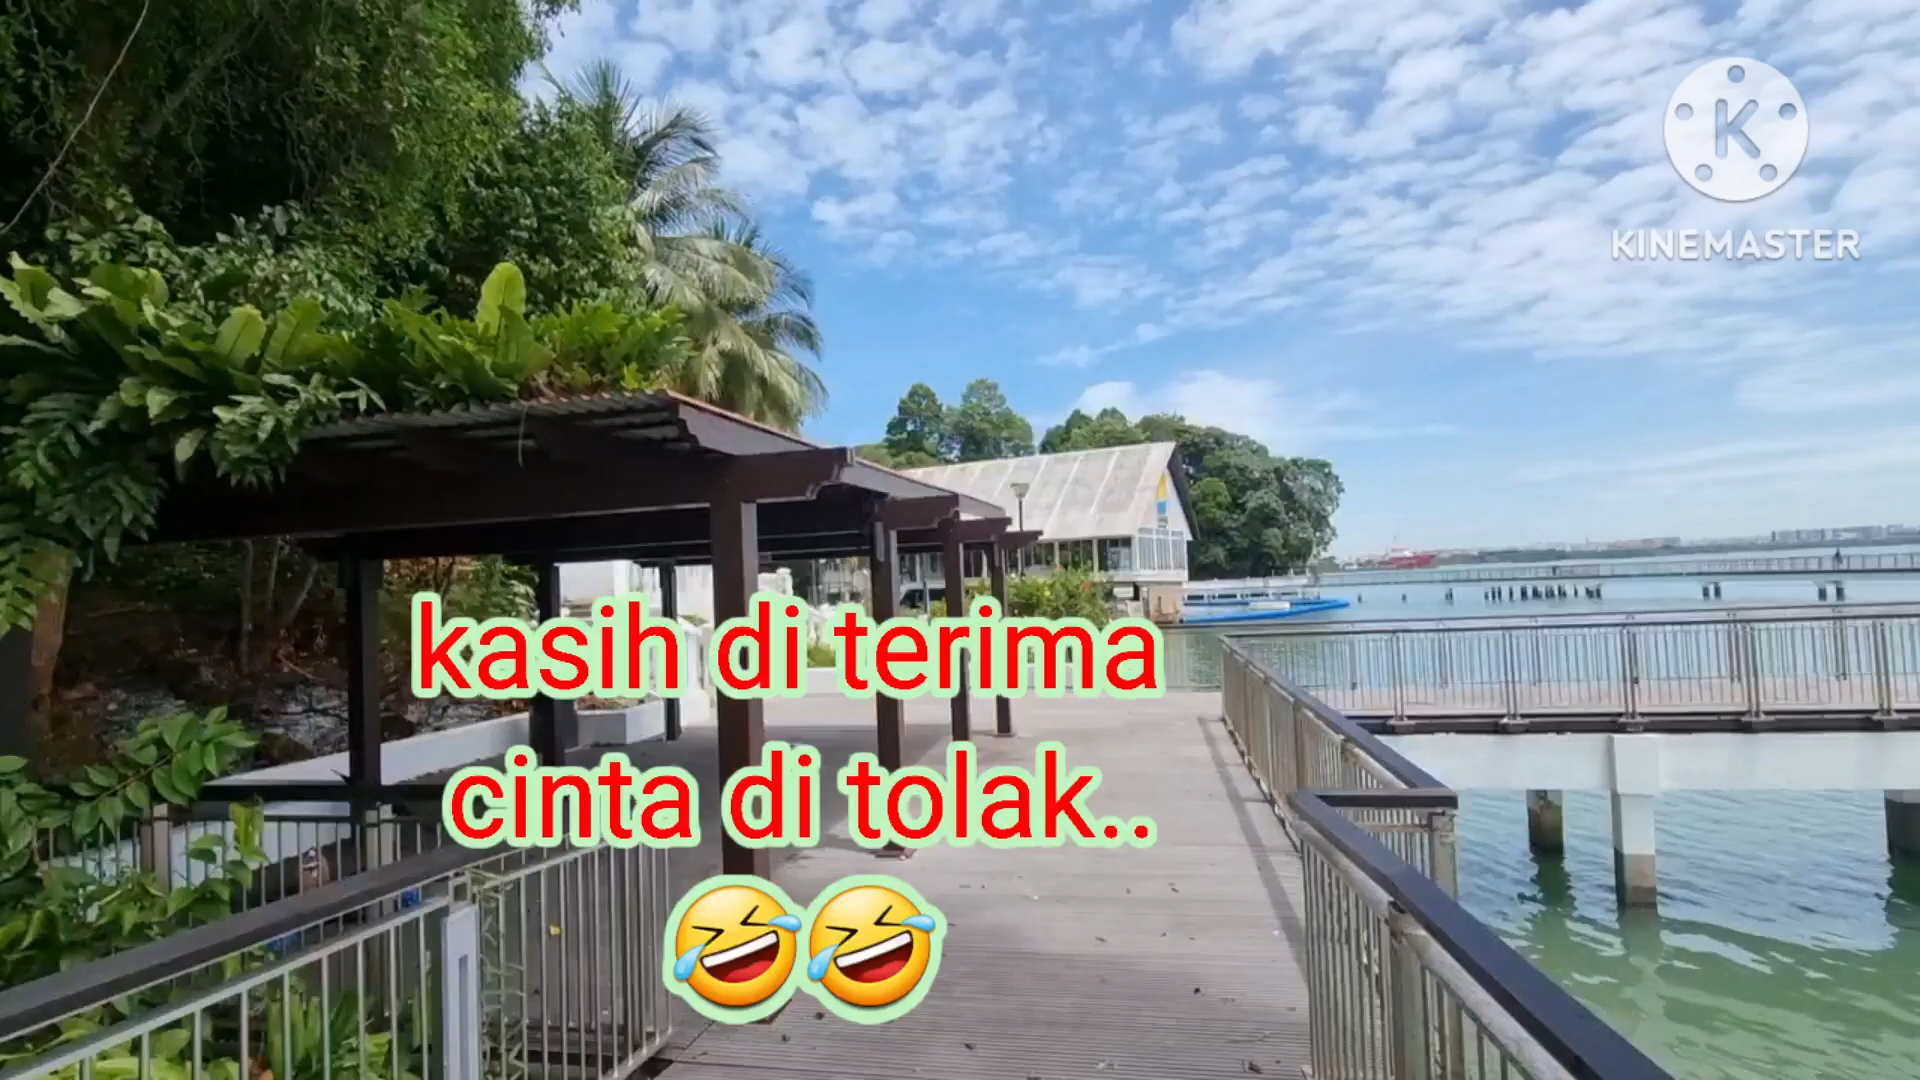 K
KINEMASTER
kasih di terima
cinta di tolak..
🤣🤣